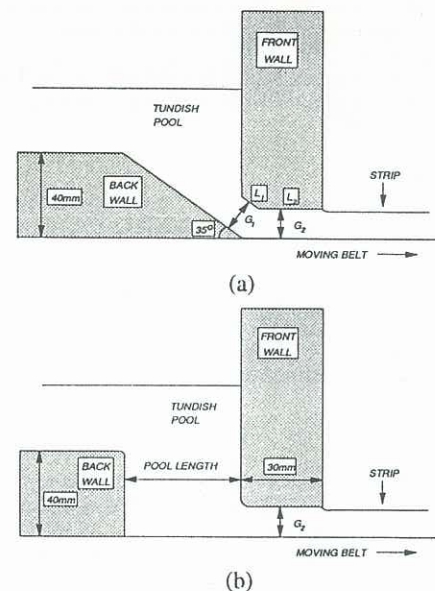 FRONT
WALL
TUNDISH
POOL
BACK
WALL
40mm
35°
L₁
L₂
G₁
G₂
STRIP
MOVING BELT
(a)
FRONT
WALL
TUNDISH
POOL
BACK
WALL
POOL LENGTH
30mm
40mm
STRIP
G₂
MOVING BELT
(b)